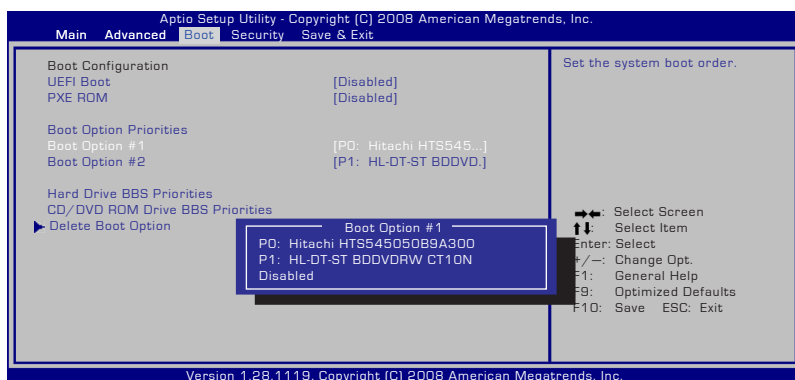 Aptio Setup Utility - Copyright (C) 2008 American Megatrends, Inc.
Main Advanced Boot Security Save & Exit
Boot Configuration
UEFI Boot [Disabled]
PXE ROM [Disabled]
Boot Option Priorities
Boot Option #1 [P0: Hitachi HTS545...]
Boot Option #2 [P1: HL-DT-ST BDDVD.]
Hard Drive BBS Priorities
CD/DVD ROM Drive BBS Priorities
Delete Boot Option
Boot Option #1
P0: Hitachi HTS545050B9A300
P1: HL-DT-ST BDDVDRW CT10N
Disabled
Set the system boot order.
→←: Select Screen
↑↓: Select Item
Enter: Select
+/—: Change Opt.
F1: General Help
F9: Optimized Defaults
F10: Save ESC: Exit
Version 1.28.1119. Copyright (C) 2008 American Megatrends, Inc.